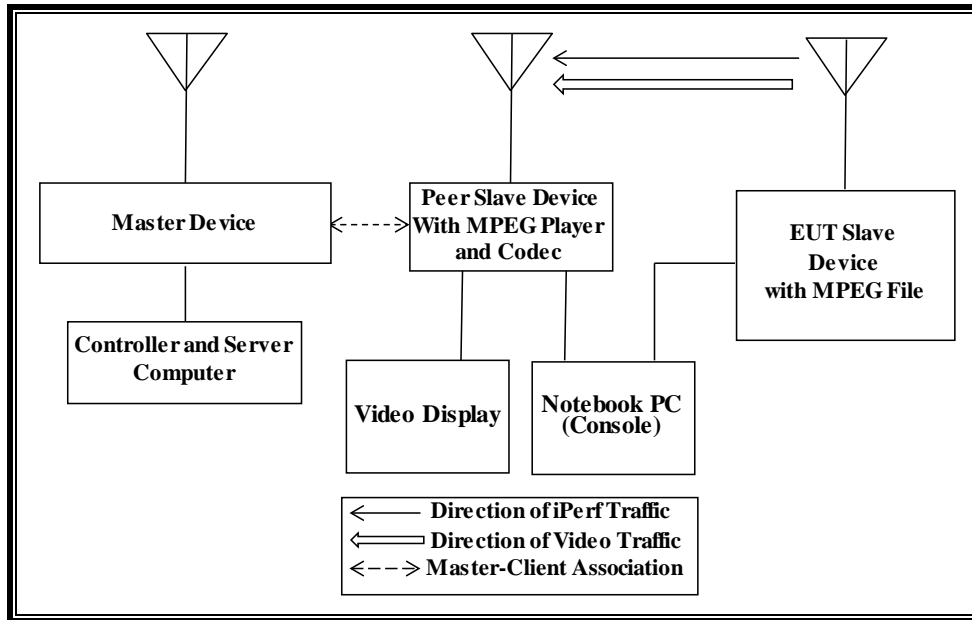 Master Device
Peer Slave Device
With MPEG Player
and Codec
EUT Slave
Device
with MPEG File
Controller and Server
Computer
Video Display
Notebook PC
(Console)
Direction of iPerf Traffic
Direction of Video Traffic
Master-Client Association